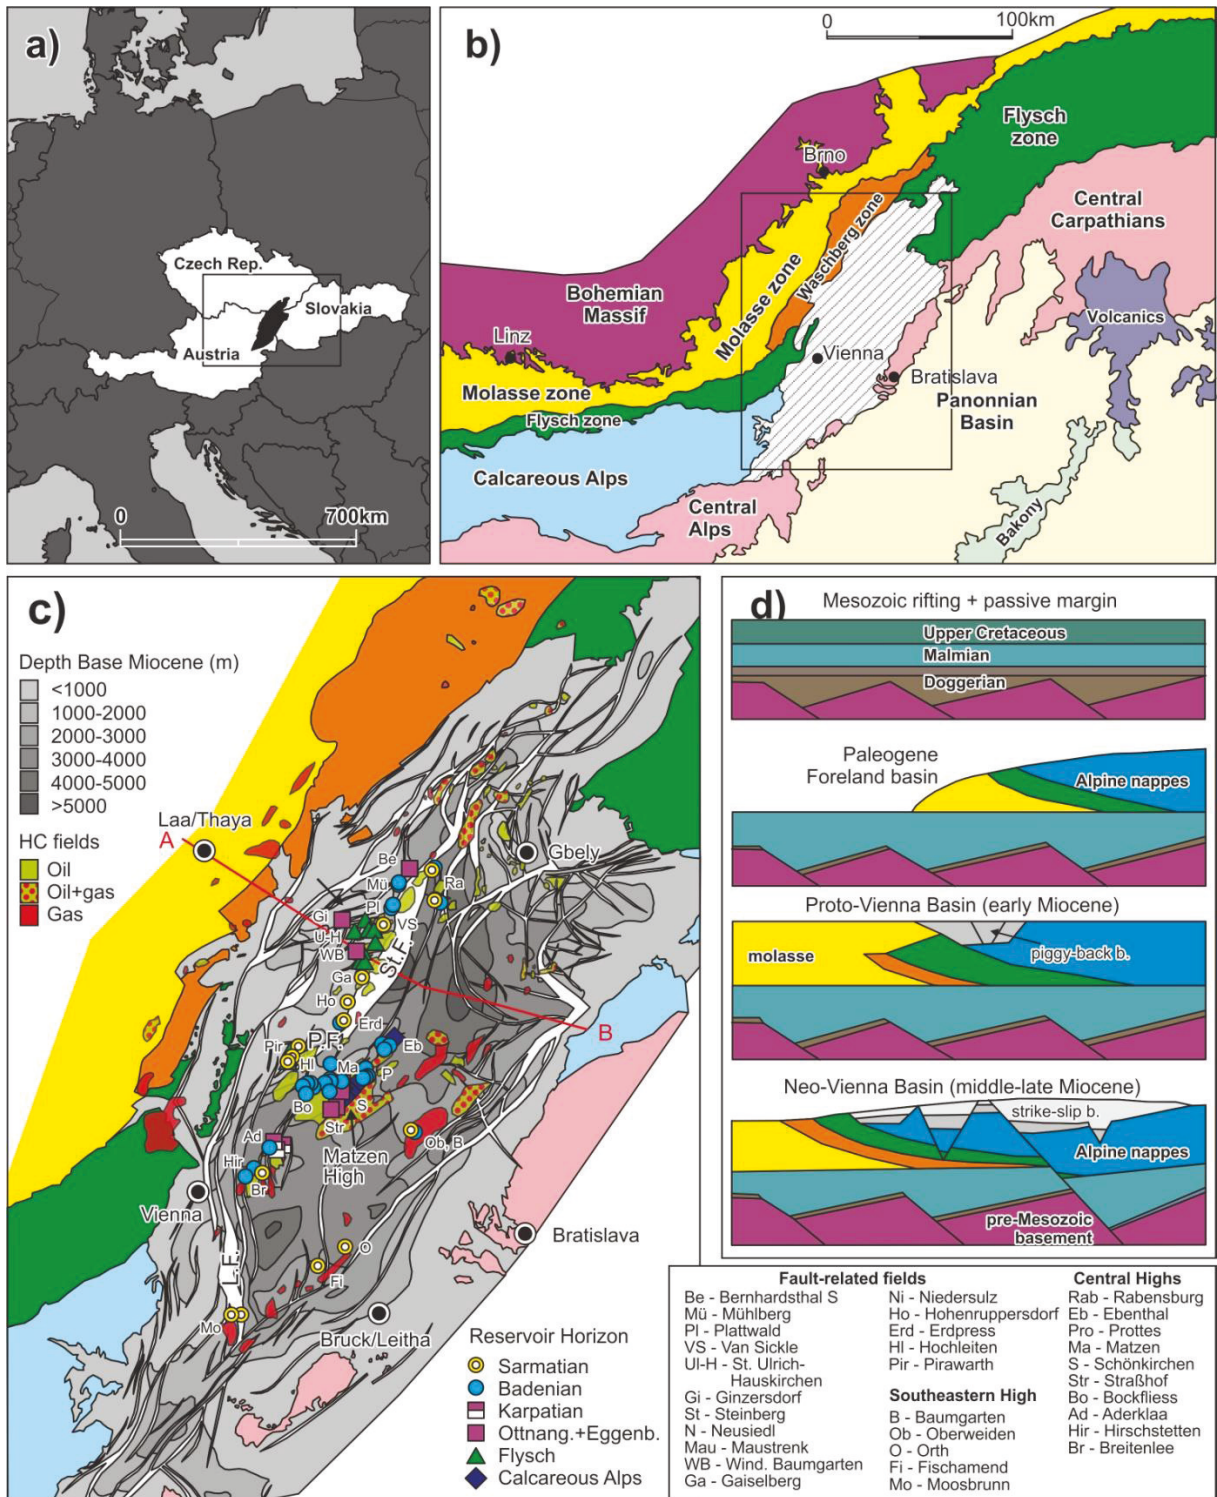 a)
Czech Rep.
Slovakia
Austria
0
700km
b)
0
100km
Brno
Flysch
zone
Central
Carpathians
Waschberg zone
Molasse zone
Bohemian
Massif
Volcanics
Linz
Vienna
Bratislava
Molasse zone
Panonnian
Basin
Flysch zone
Calcareous Alps
Central
Alps
Bakony
c)
Depth Base Miocene (m)
<1000
1000-2000
2000-3000
3000-4000
4000-5000
>5000
HC fields
Oil
Oil+gas
Gas
Laa/Thaya
A
Gbely
Be
Mü
Ra
Pl
Gi
VS
U-H
WB
St.F.
Ga
Ho
Erd
B
P.F.
Pir
Hl
Eb
Ma
P
Bo
S
Str
Ad
Ob, B
Matzen
High
Hir
Br
Vienna
Bratislava
L.F.
O
Fi
Mo
Bruck/Leitha
Reservoir Horizon
Sarmatian
Badenian
Karpatian
Ottnang.+Eggenb.
Flysch
Calcareous Alps
d)
Mesozoic rifting + passive margin
Upper Cretaceous
Malmian
Doggerian
Paleogene
Foreland basin
Alpine nappes
Proto-Vienna Basin (early Miocene)
molasse
piggy-back b.
Neo-Vienna Basin (middle-late Miocene)
strike-slip b.
Alpine nappes
pre-Mesozoic
basement
Fault-related fields
Be - Bernhardsthal S
Mü - Mühlberg
Pl - Plattwald
VS - Van Sickle
Ul-H - St. Ulrich-
Hauskirchen
Gi - Ginzersdorf
St - Steinberg
N - Neusiedl
Mau - Maustrenk
WB - Wind. Baumgarten
Ga - Gaiselberg
Ni - Niedersulz
Ho - Hohenruppersdorf
Erd - Erdpress
Hl - Hochleiten
Pir - Pirawarth
Southeastern High
B - Baumgarten
Ob - Oberweiden
O - Orth
Fi - Fischamend
Mo - Moosbrunn
Central Highs
Rab - Rabensburg
Eb - Ebenthal
Pro - Prottes
Ma - Matzen
S - Schönkirchen
Str - Straßhof
Bo - Bockfliess
Ad - Aderklaa
Hir - Hirschstetten
Br - Breitenlee